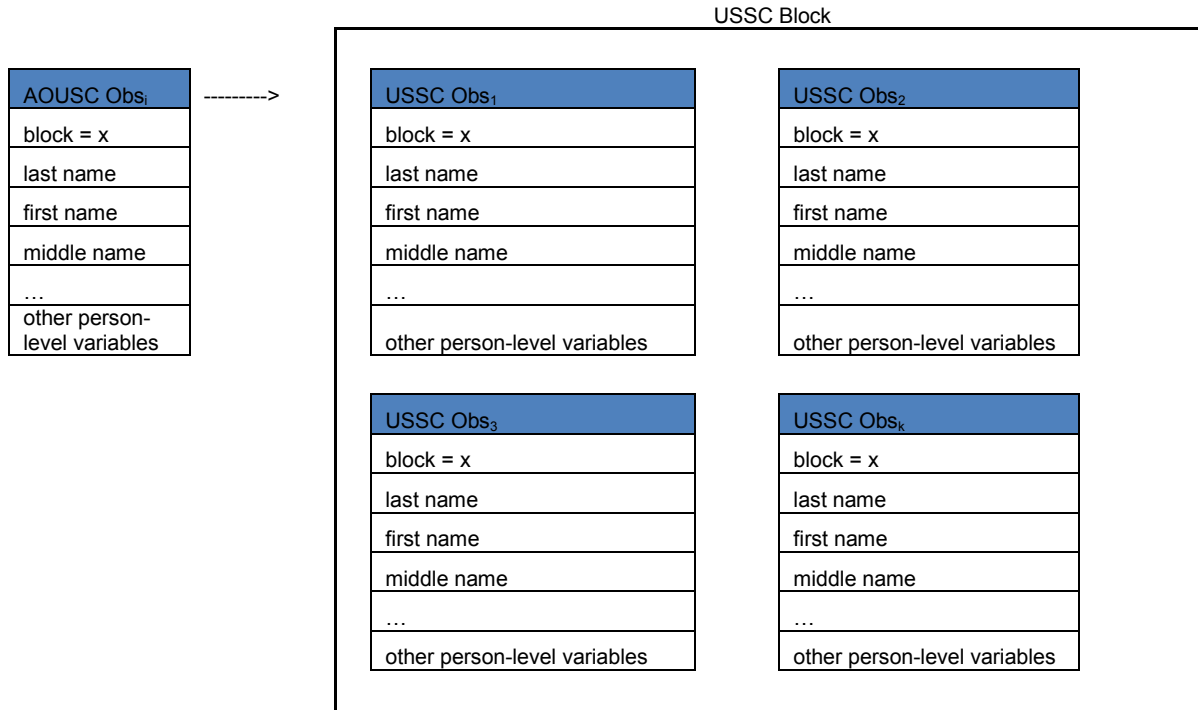 USSC Block
AOUSC Obsᵢ
block = x
last name
first name
middle name
…
other person-
level variables
--------->
USSC Obs₁
block = x
last name
first name
middle name
…
other person-level variables
USSC Obs₂
block = x
last name
first name
middle name
…
other person-level variables
USSC Obs₃
block = x
last name
first name
middle name
…
other person-level variables
USSC Obsₖ
block = x
last name
first name
middle name
…
other person-level variables